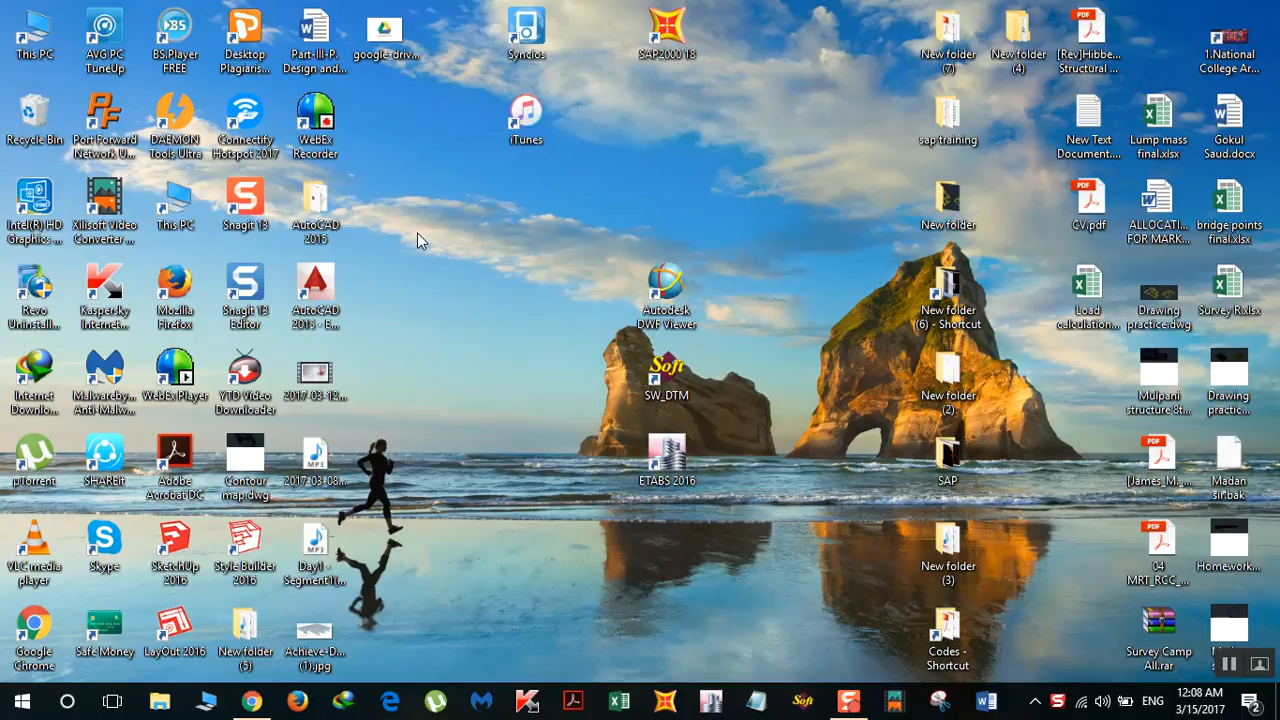 This PC
AVG PC
TuneUp
BS.Player
FREE
Desktop
Plagiaris...
Part-III-P.
Design and...
google-driv...
Syncios
SAP2000 18
New folder
(7)
New folder
(4)
[Rev]Hibbe...
Structural ...
1.National
College Ar...
Recycle Bin
PortForward
Network U...
DAEMON
Tools Ultra
Connectify
Hotspot 2017
WebEx
Recorder
iTunes
sap training
New Text
Document....
Lump mass
final.xlsx
Gokul
Saud.docx
Intel(R) HD
Graphics ...
Xilisoft Video
Converter ...
This PC
Snagit 13
AutoCAD
2015
New folder
CV.pdf
ALLOCATI...
FOR MARK...
bridge points
final.xlsx
Revo
Uninstall...
Kaspersky
Internet...
Mozilla
Firefox
Snagit 13
Editor
AutoCAD
2015 - E...
Autodesk
DWF Viewer
New folder
(6) - Shortcut
Load
calculation...
Drawing
practice.dwg
Survey R.xlsx
Internet
Downlo...
Malwareby...
Anti-Malw...
WebEx Player
YTD Video
Downloader
2017-03-12...
Soft
SW_DTM
New folder
(2)
Mulpani
structure 8t...
Drawing
practic...
µTorrent
SHAREit
Adobe
Acrobat DC
Contour
map.dwg
MP3
2017-03-08...
ETABS 2016
SAP
[James_M._...
Madan
sir.bak
VLC media
player
Skype
SketchUp
2016
Style Builder
2016
MP3
Day1 -
Segment1(...
New folder
(3)
04
MRT_RCC_...
Homework...
Google
Chrome
Safe Money
LayOut 2016
New folder
(5)
Achieve-D...
(1).jpg
Codes -
Shortcut
Survey Camp
All.rar
Soft
ENG
12:08 AM
3/15/2017
2